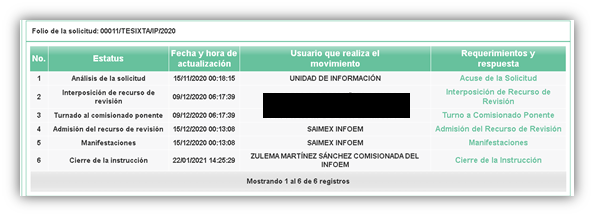 Folio de la solicitud: 00011/TESIXTA/IP/2020
No. Estatus Fecha y hora de actualización Usuario que realiza el movimiento Requerimientos y respuesta
1 Análisis de la solicitud 15/11/2020 00:18:15 UNIDAD DE INFORMACIÓN Acuse de la Solicitud
2 Interposición de recurso de revisión 09/12/2020 06:17:39 Interposición de Recurso de Revisión
3 Turnado al comisionado ponente 09/12/2020 06:17:39 Turno a Comisionado Ponente
4 Admisión del recurso de revisión 15/12/2020 00:13:08 SAIMEX INFOEM Admisión del Recurso de Revisión
5 Manifestaciones 15/12/2020 00:13:08 SAIMEX INFOEM Manifestaciones
6 Cierre de la instrucción 22/01/2021 14:25:29 ZULEMA MARTÍNEZ SÁNCHEZ COMISIONADA DEL INFOEM Cierre de la Instrucción
Mostrando 1 al 6 de 6 registros